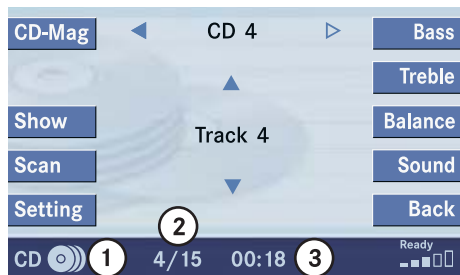 CD-Mag
CD 4
Bass
Treble
Show
Track 4
Balance
Scan
Sound
Setting
2
Back
CD
1
4/15
00:18
3
Ready